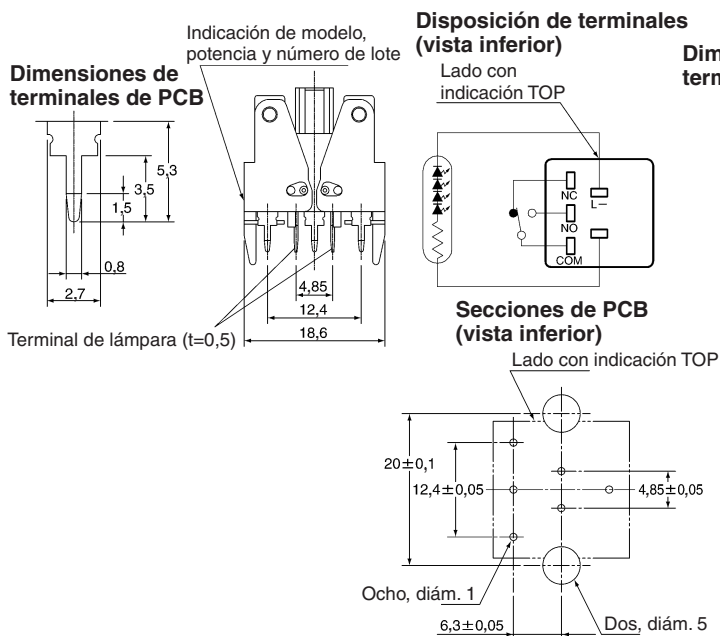 Indicación de modelo,
potencia y número de lote
Dimensiones de
terminales de PCB
5,3
3,5
1,5
0,8
2,7
4,85
12,4
18,6
Terminal de lámpara (t=0,5)
Disposición de terminales
(vista inferior)
Lado con
indicación TOP
NC
L−
NO
COM
Dim
term
Secciones de PCB
(vista inferior)
Lado con indicación TOP
20±0,1
12,4±0,05
4,85±0,05
Ocho, diám. 1
6,3±0,05
Dos, diám. 5